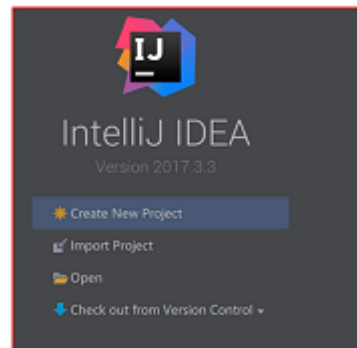 IJ
IntelliJ IDEA
Version 2017.3.3
Create New Project
Import Project
Open
Check out from Version Control